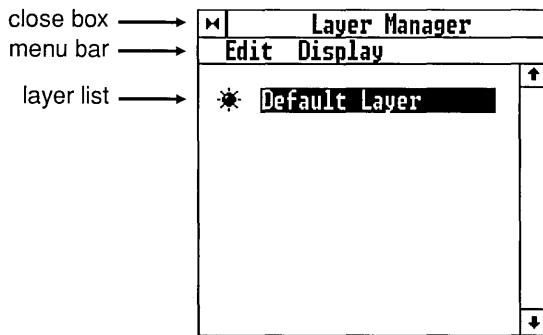 close box Layer Manager
menu bar Edit Display
layer list Default Layer